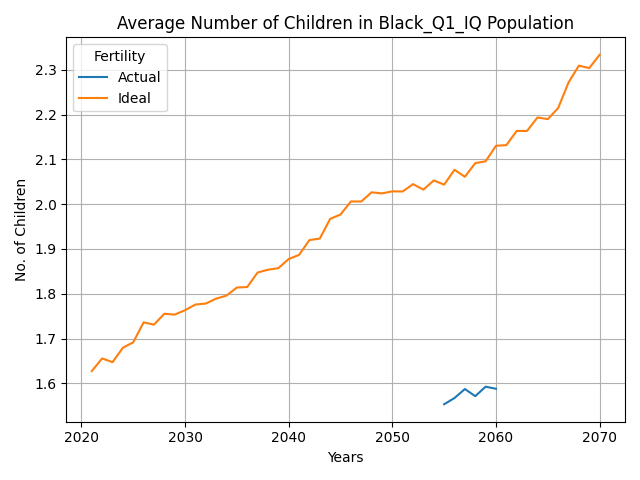 Average Number of Children in Black_Q1_IQ Population
Fertility
Actual
Ideal
No. of Children
2.3
2.2
2.1
2.0
1.9
1.8
1.7
1.6
2020 2030 2040 2050 2060 2070
Years